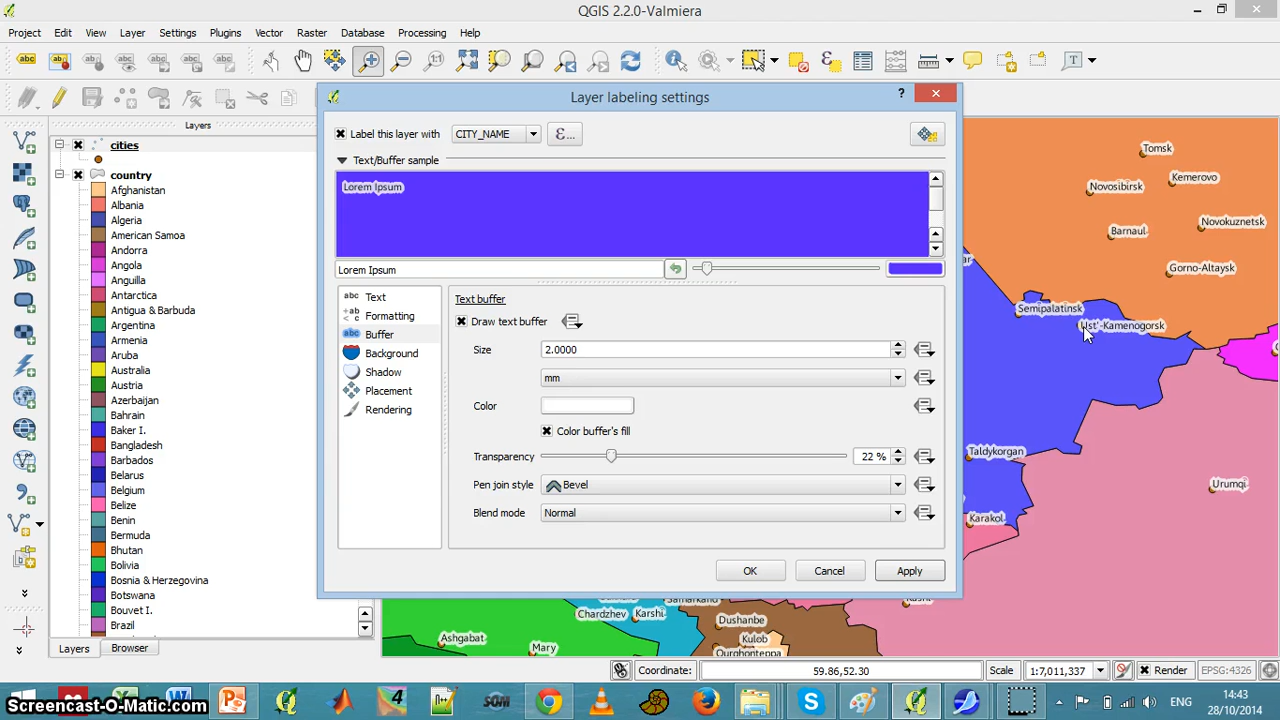 QGIS 2.2.0-Valmiera
Project Edit View Layer Settings Plugins Vector Raster Database Processing Help
Layers
cities
country
Afghanistan
Albania
Algeria
American Samoa
Andorra
Angola
Anguilla
Antarctica
Antigua & Barbuda
Argentina
Armenia
Aruba
Australia
Austria
Azerbaijan
Bahrain
Baker I.
Bangladesh
Barbados
Belarus
Belgium
Belize
Benin
Bermuda
Bhutan
Bolivia
Bosnia & Herzegovina
Botswana
Bouvet I.
Brazil
Layers Browser
Layer labeling settings
?
Label this layer with CITY_NAME ε...
Text/Buffer sample
Lorem Ipsum
Lorem Ipsum
abc Text
+ab < c Formatting
abc Buffer
Background
Shadow
Placement
Rendering
Text buffer
Draw text buffer
Size 2.0000
mm
Color
Color buffer's fill
Transparency 22 %
Pen join style Bevel
Blend mode Normal
OK Cancel Apply
Tomsk
Novosibirsk
Kemerovo
Barnaul
Novokuznetsk
Gorno-Altaysk
Semipalatinsk
Ust'-Kamenogorsk
Taldykorgan
Urumqi
Karakol
Kashi
Samarkand
Chardzhev
Karshi
Dushanbe
Ashgabat
Mary
Kulob
Qurghonteppa
Coordinate: 59.86,52.30 Scale 1:7,011,337 Render EPSG:4326
Screencast-O-Matic.com
SOM
ENG
14:43
28/10/2014